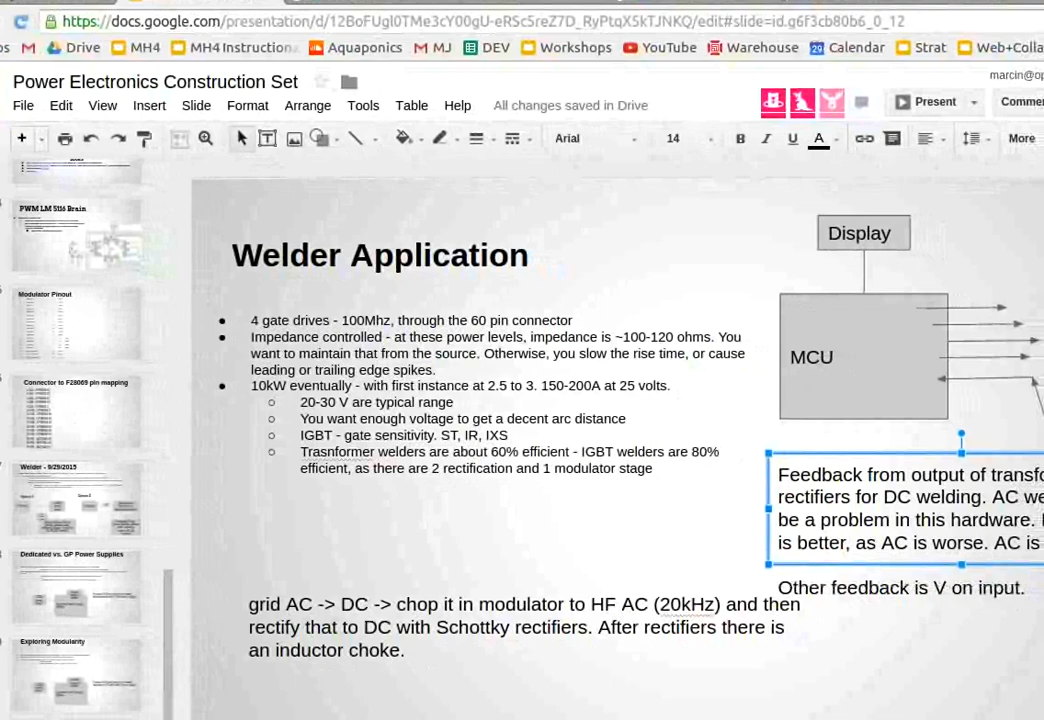 https://docs.google.com/presentation/d/12BoFUgI0TMe3cY00gU-eRSc5reZ7D_RyPtqX5kTJNKQ/edit#slide=id.g6f3cb80b6_0_12
Drive MH4 MH4 Instruction Aquaponics MJ DEV Workshops YouTube Warehouse Calendar Strat Web+Colla
Power Electronics Construction Set
marcin@op
File Edit View Insert Slide Format Arrange Tools Table Help All changes saved in Drive
Present Comme
Arial 14 B I U A More
PWM LM 5116 Brain
Modulator Pinout
Connector to F28069 pin mapping
Welder - 9/29/2015
Dedicated vs. GP Power Supplies
Exploring Modularity
Welder Application
● 4 gate drives - 100Mhz, through the 60 pin connector
● Impedance controlled - at these power levels, impedance is ~100-120 ohms. You
want to maintain that from the source. Otherwise, you slow the rise time, or cause
leading or trailing edge spikes.
● 10kW eventually - with first instance at 2.5 to 3. 150-200A at 25 volts.
○ 20-30 V are typical range
○ You want enough voltage to get a decent arc distance
○ IGBT - gate sensitivity. ST, IR, IXS
○ Trasnformer welders are about 60% efficient - IGBT welders are 80%
efficient, as there are 2 rectification and 1 modulator stage
grid AC -> DC -> chop it in modulator to HF AC (20kHz) and then
rectify that to DC with Schottky rectifiers. After rectifiers there is
an inductor choke.
Display
MCU
Feedback from output of transfo
rectifiers for DC welding. AC we
be a problem in this hardware.
is better, as AC is worse. AC is
Other feedback is V on input.